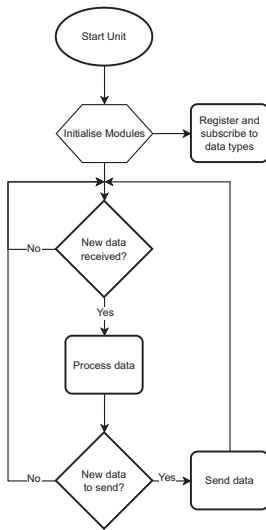 Start Unit
Initialise Modules
Register and
subscribe to
data types
New data
received?
No
Yes
Process data
New data
to send?
No
Yes
Send data